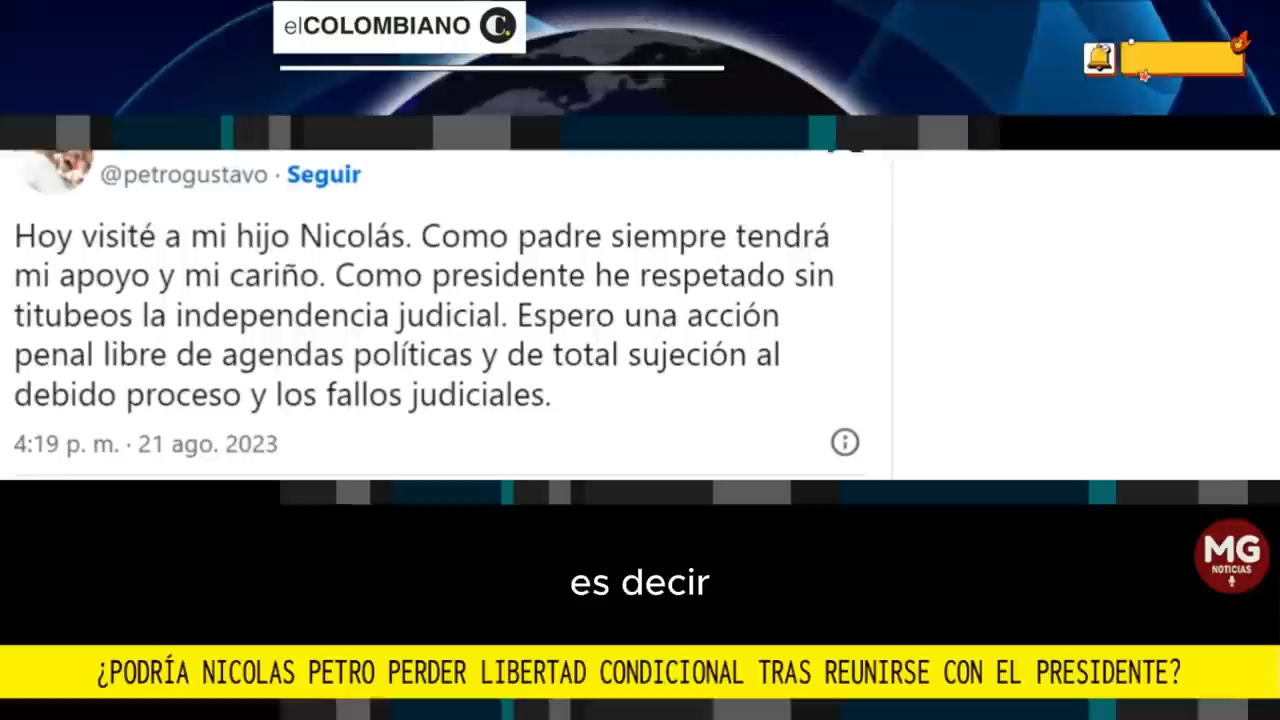 elCOLOMBIANO C.
@petrogustavo · Seguir
Hoy visité a mi hijo Nicolás. Como padre siempre tendrá
mi apoyo y mi cariño. Como presidente he respetado sin
titubeos la independencia judicial. Espero una acción
penal libre de agendas políticas y de total sujeción al
debido proceso y los fallos judiciales.
4:19 p. m. · 21 ago. 2023
MG
NOTICIAS
es decir
¿PODRÍA NICOLAS PETRO PERDER LIBERTAD CONDICIONAL TRAS REUNIRSE CON EL PRESIDENTE?